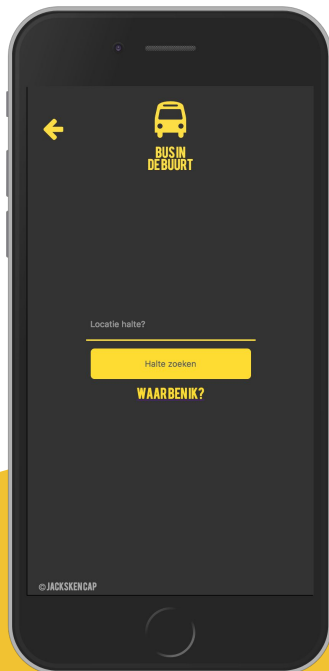 BUS IN
DE BUURT
Locatie halte?
Halte zoeken
WAAR BEN IK?
© JACKSKENCAP